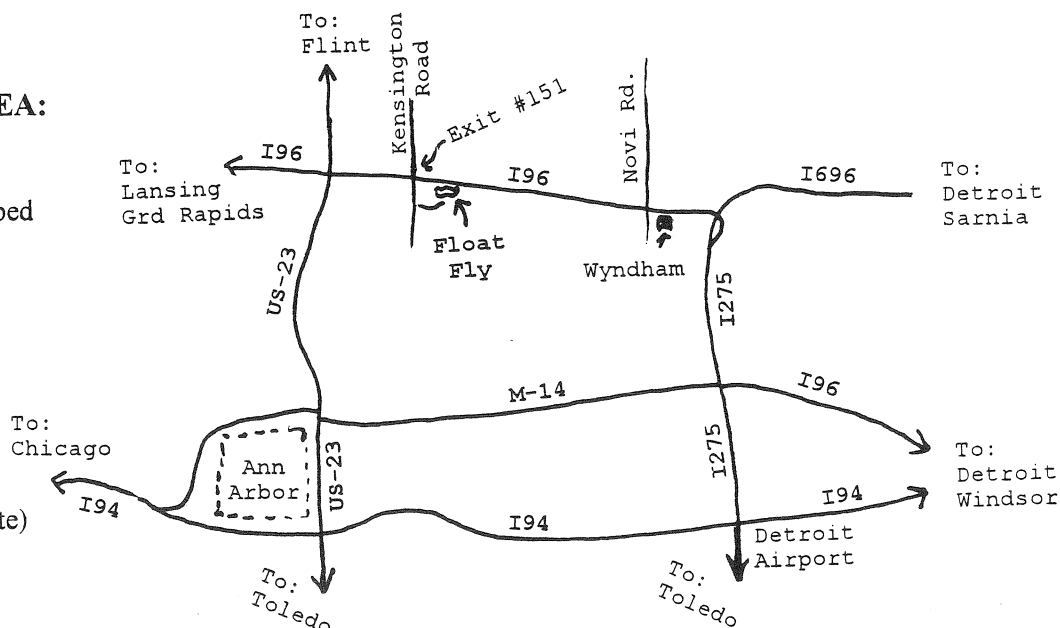 To:
Flint
Kensington
Road
Exit #151
EA:
I96
To:
Lansing
Grd Rapids
I96
Novi Rd.
I696
To:
Detroit
Sarnia
Float
Fly
Wyndham
US-23
I275
M-14
I96
To:
Chicago
Ann
Arbor
US-23
I275
To:
Detroit
Windsor
I94
I94
I94
Detroit
Airport
To:
Toledo
To:
Toledo